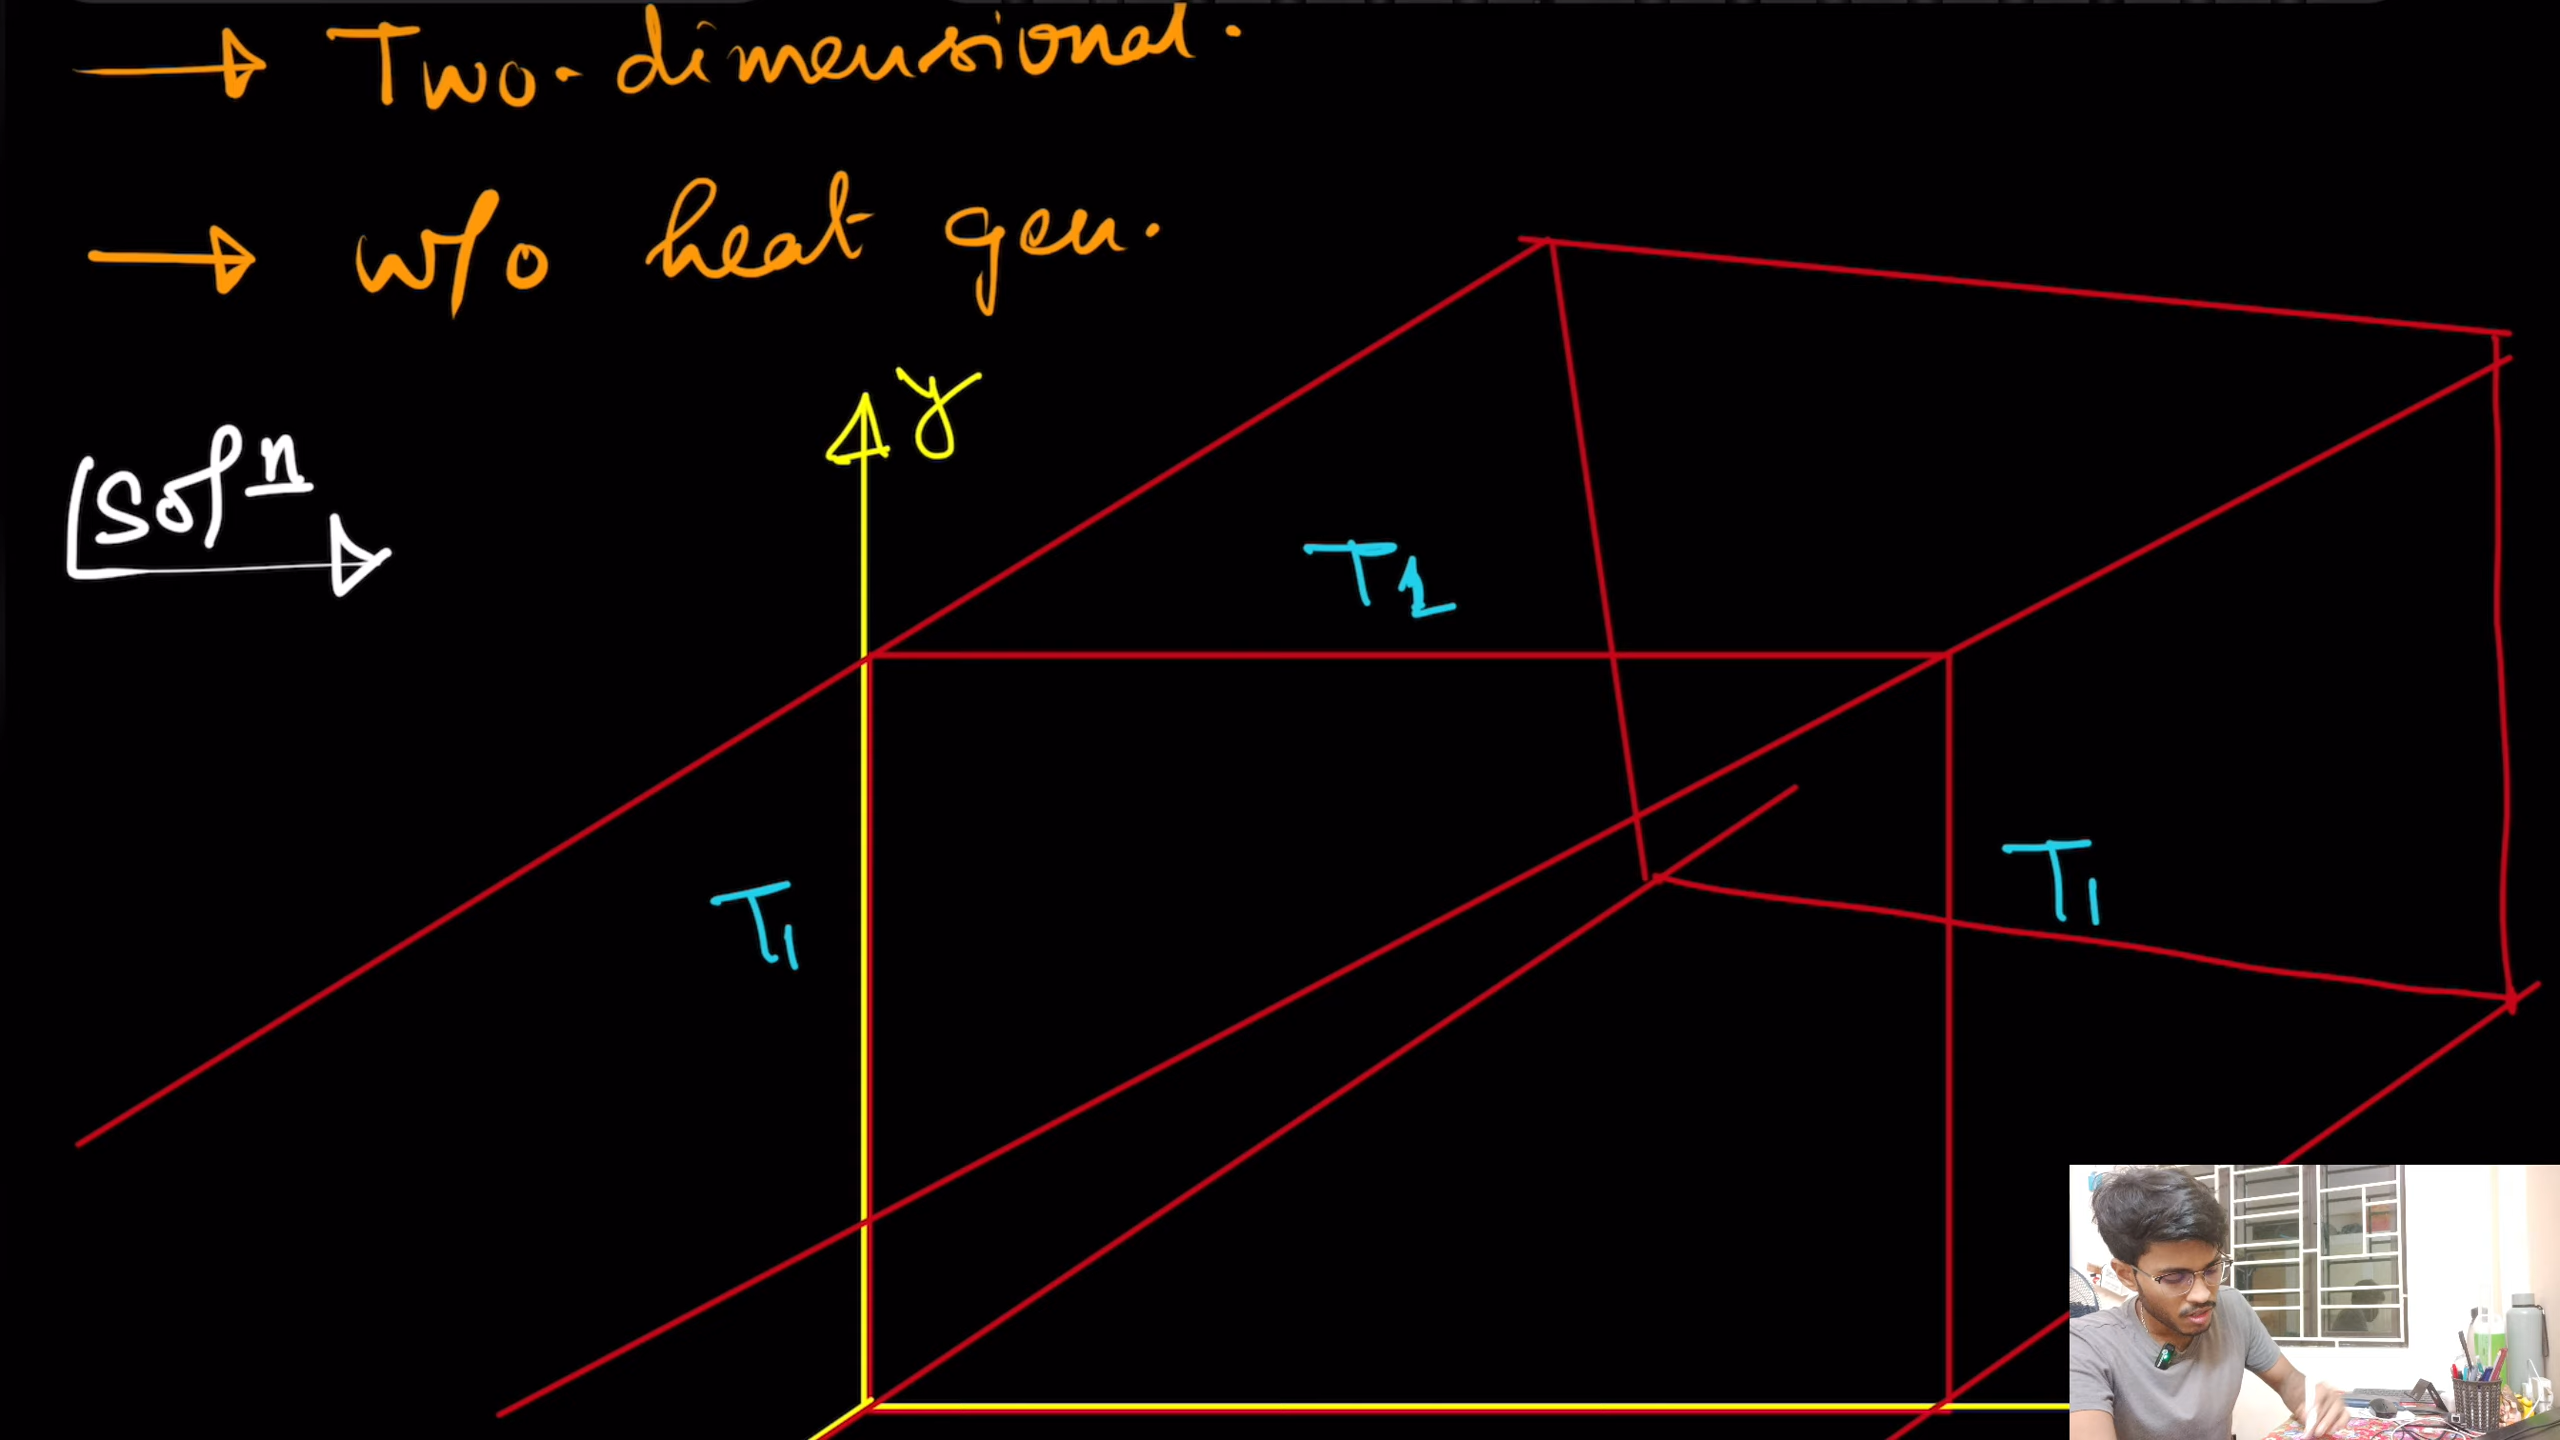 → Two-dimensional.
→ w/o heat gen.
Solⁿ
y
T2
T1
T1